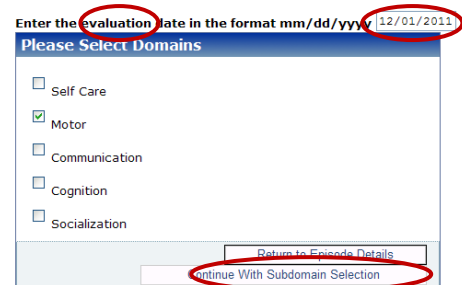 Enter the evaluation date in the format mm/dd/yyyy 12/01/2011
Please Select Domains
Self Care
Motor
Communication
Cognition
Socialization
Return to Episode Details
Continue With Subdomain Selection